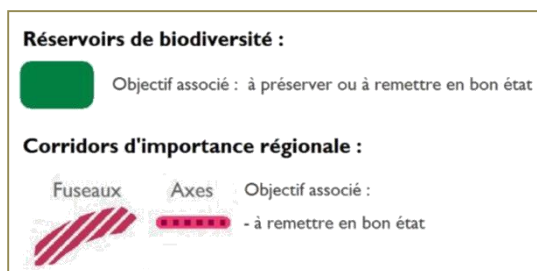 Réservoirs de biodiversité :
Objectif associé : à préserver ou à remettre en bon état
Corridors d'importance régionale :
Fuseaux Axes Objectif associé :
- à remettre en bon état